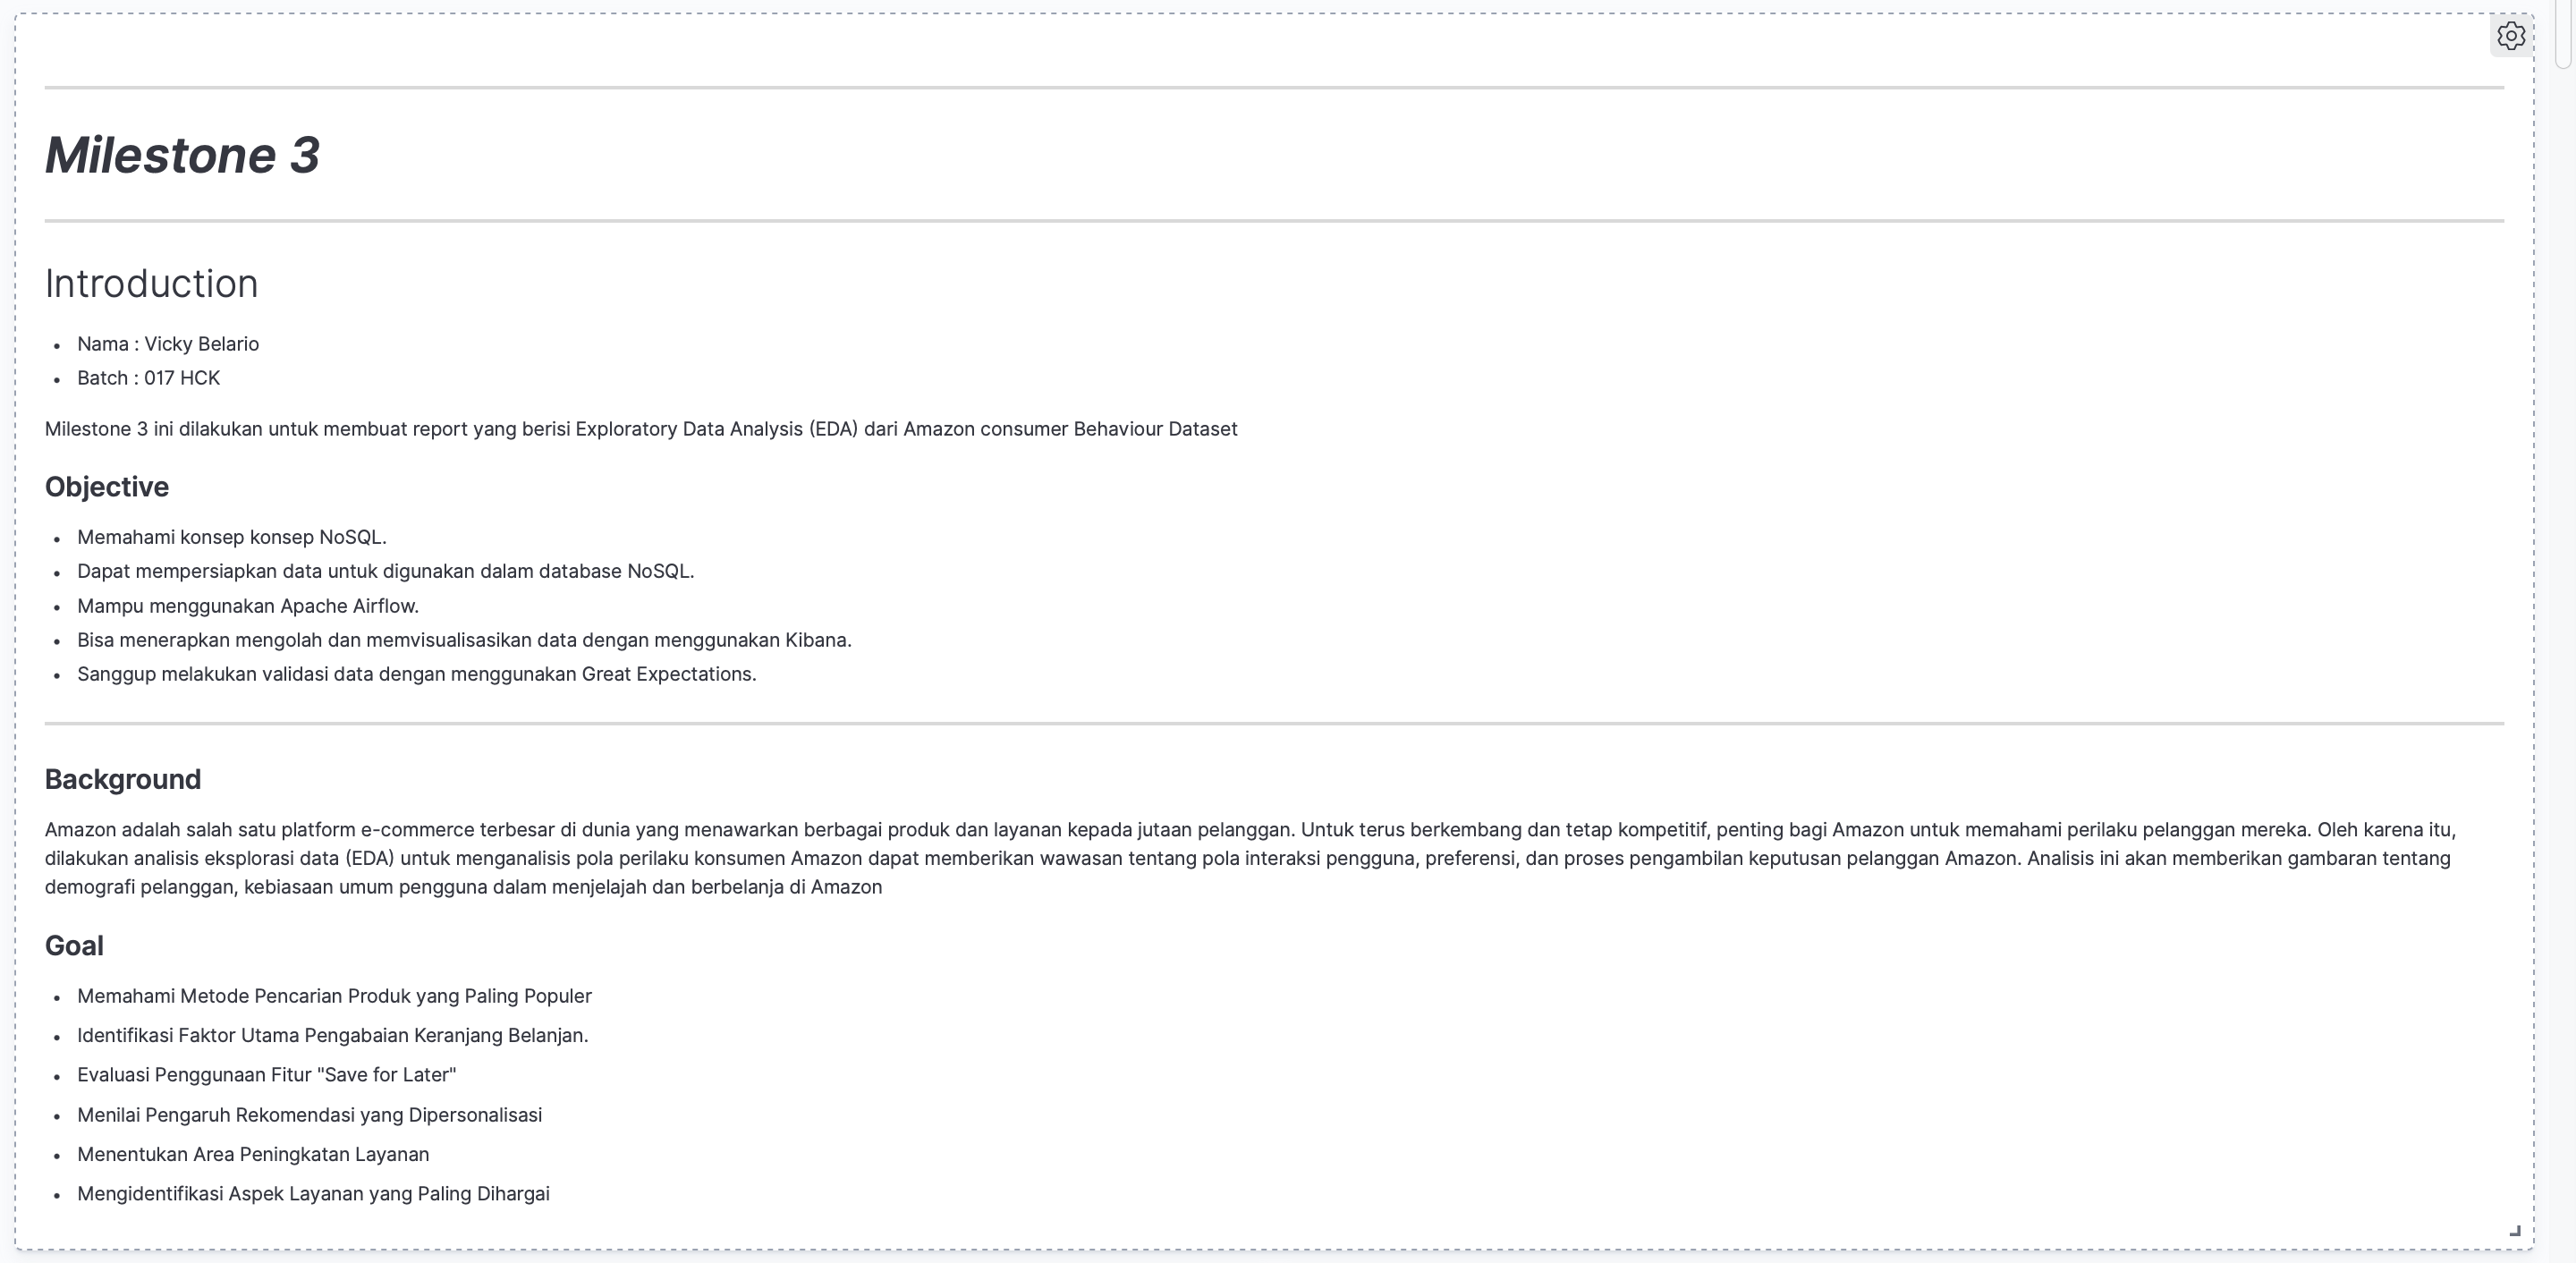 Milestone 3
Introduction
Nama : Vicky Belario
Batch : 017 HCK
Milestone 3 ini dilakukan untuk membuat report yang berisi Exploratory Data Analysis (EDA) dari Amazon consumer Behaviour Dataset
Objective
Memahami konsep konsep NoSQL.
Dapat mempersiapkan data untuk digunakan dalam database NoSQL.
Mampu menggunakan Apache Airflow.
Bisa menerapkan mengolah dan memvisualisasikan data dengan menggunakan Kibana.
Sanggup melakukan validasi data dengan menggunakan Great Expectations.
Background
Amazon adalah salah satu platform e-commerce terbesar di dunia yang menawarkan berbagai produk dan layanan kepada jutaan pelanggan. Untuk terus berkembang dan tetap kompetitif, penting bagi Amazon untuk memahami perilaku pelanggan mereka. Oleh karena itu,
dilakukan analisis eksplorasi data (EDA) untuk menganalisis pola perilaku konsumen Amazon dapat memberikan wawasan tentang pola interaksi pengguna, preferensi, dan proses pengambilan keputusan pelanggan Amazon. Analisis ini akan memberikan gambaran tentang
demografi pelanggan, kebiasaan umum pengguna dalam menjelajah dan berbelanja di Amazon
Goal
Memahami Metode Pencarian Produk yang Paling Populer
Identifikasi Faktor Utama Pengabaian Keranjang Belanjan.
Evaluasi Penggunaan Fitur "Save for Later"
Menilai Pengaruh Rekomendasi yang Dipersonalisasi
Menentukan Area Peningkatan Layanan
Mengidentifikasi Aspek Layanan yang Paling Dihargai